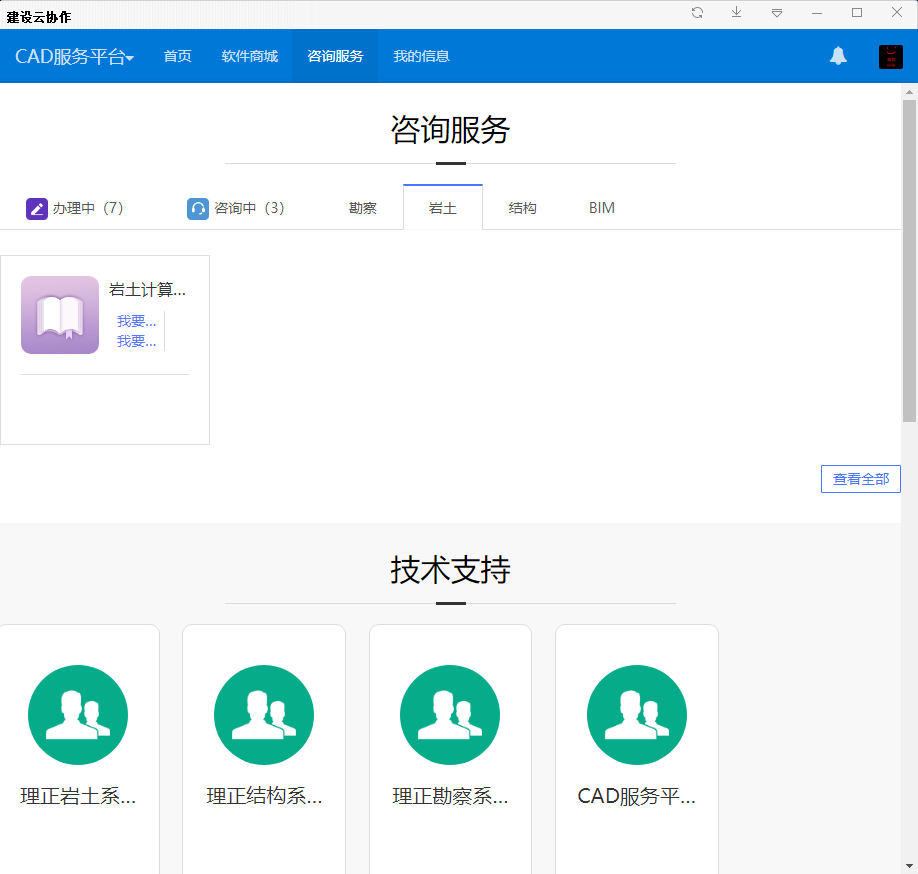 建设云协作
CAD服务平台
首页
软件商城
咨询服务
我的信息
咨询服务
办理中（7）
咨询中（3）
勘察
岩土
结构
BIM
岩土计算...
我要...
我要...
查看全部
技术支持
理正岩土系...
理正结构系...
理正勘察系...
CAD服务平...